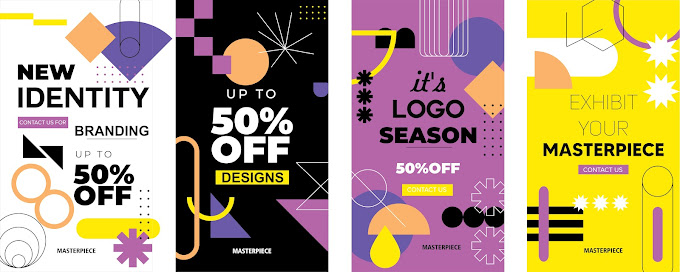 NEW
IDENTITY
CONTACT US FOR
BRANDING
UP TO
50%
OFF
MASTERPIECE
UP TO
50%
OFF
DESIGNS
MASTERPIECE
it's
LOGO
SEASON
50%OFF
CONTACT US
MASTERPIECE
EXHIBIT
YOUR
MASTERPIECE
CONTACT US